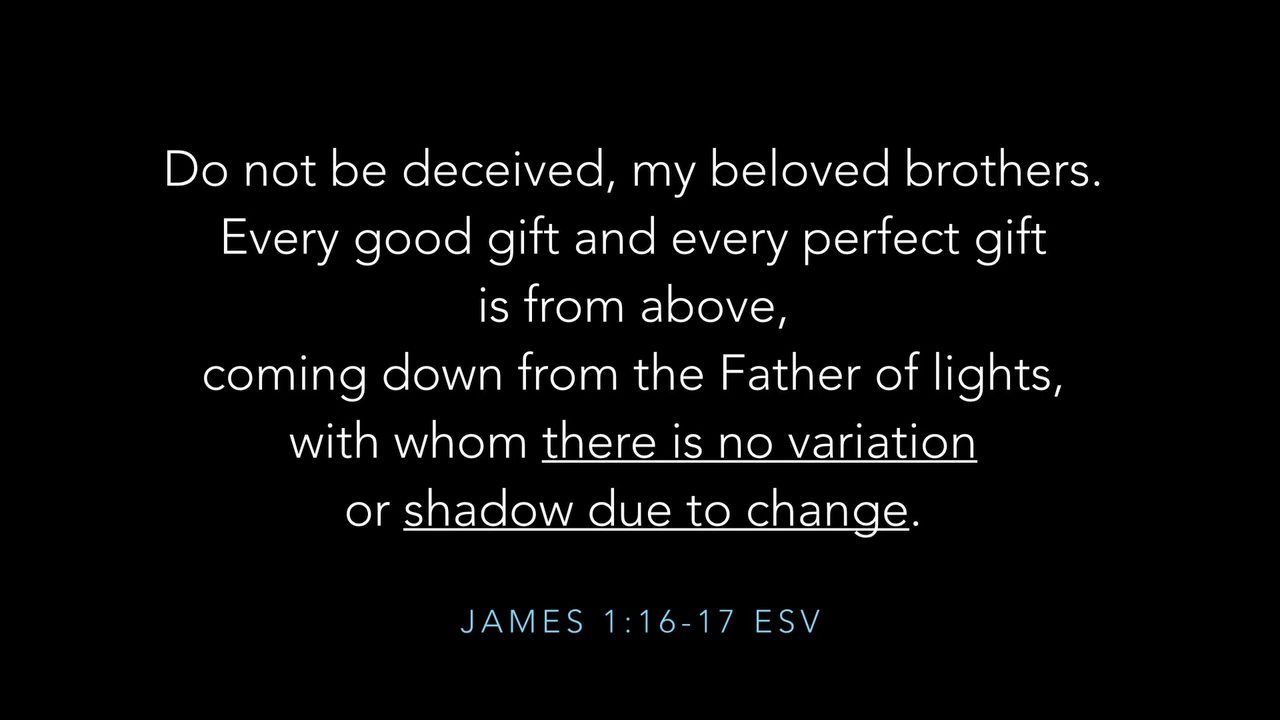 Do not be deceived, my beloved brothers.
Every good gift and every perfect gift
is from above,
coming down from the Father of lights,
with whom there is no variation
or shadow due to change.
JAMES 1:16-17 ESV